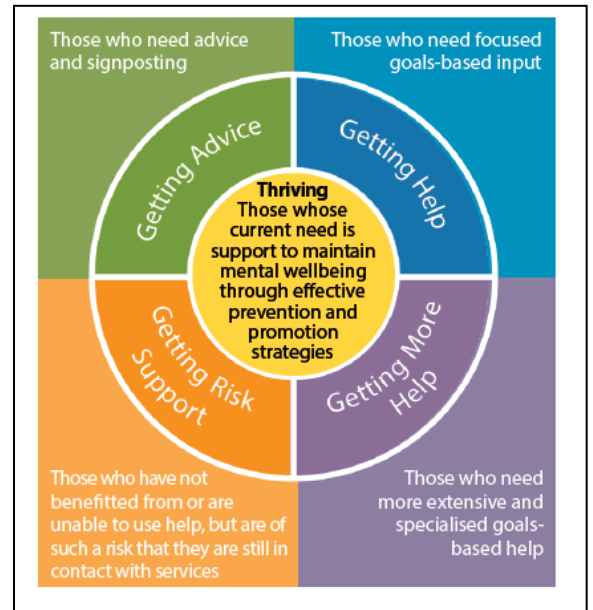 Those who need advice
and signposting
Those who need focused
goals-based input
Getting Advice
Getting Help
Thriving
Those whose
current need is
support to maintain
mental wellbeing
through effective
prevention and
promotion
strategies
Getting Risk
Support
Getting More
Help
Those who have not
benefitted from or are
unable to use help, but are of
such a risk that they are still in
contact with services
Those who need
more extensive and
specialised goals-
based help